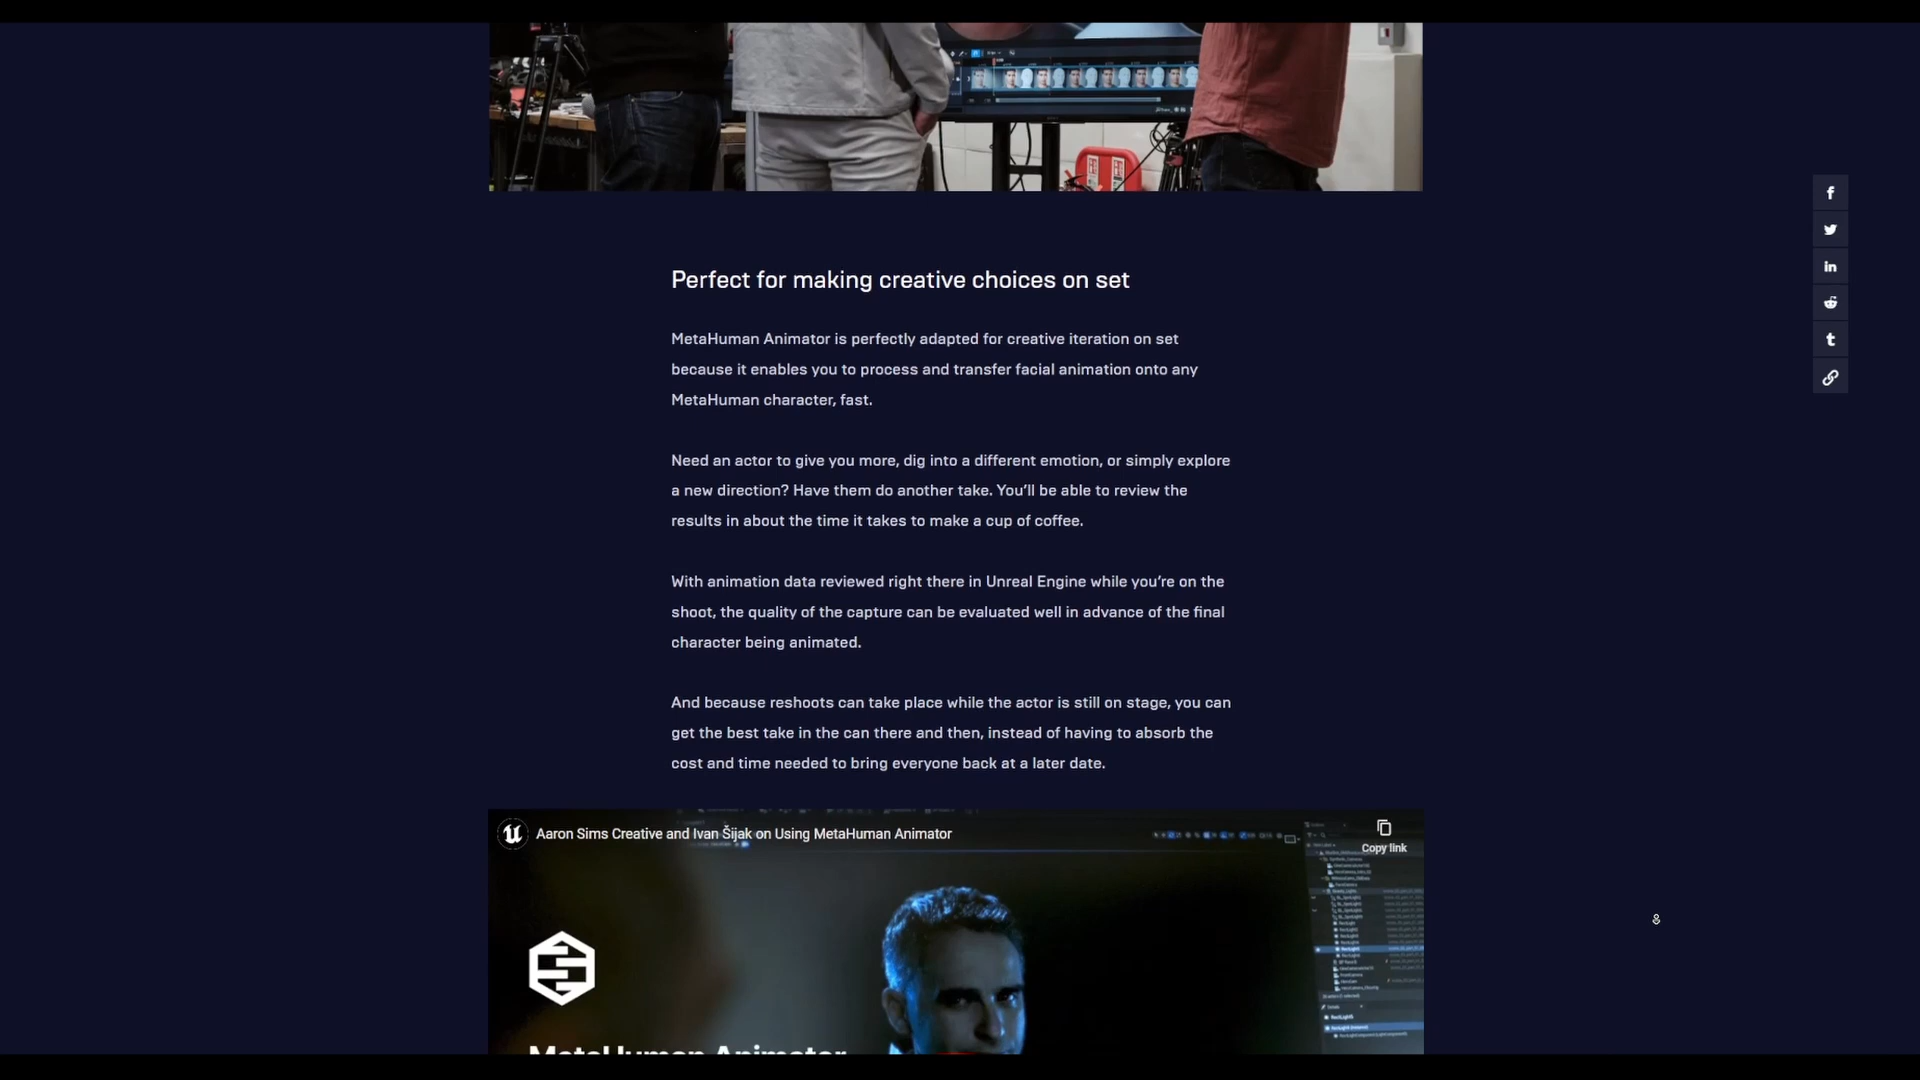 Perfect for making creative choices on set
MetaHuman Animator is perfectly adapted for creative iteration on set
because it enables you to process and transfer facial animation onto any
MetaHuman character, fast.
Need an actor to give you more, dig into a different emotion, or simply explore
a new direction? Have them do another take. You’ll be able to review the
results in about the time it takes to make a cup of coffee.
With animation data reviewed right there in Unreal Engine while you’re on the
shoot, the quality of the capture can be evaluated well in advance of the final
character being animated.
And because reshoots can take place while the actor is still on stage, you can
get the best take in the can there and then, instead of having to absorb the
cost and time needed to bring everyone back at a later date.
Aaron Sims Creative and Ivan Šijak on Using MetaHuman Animator
Copy link
MetaHuman Animator